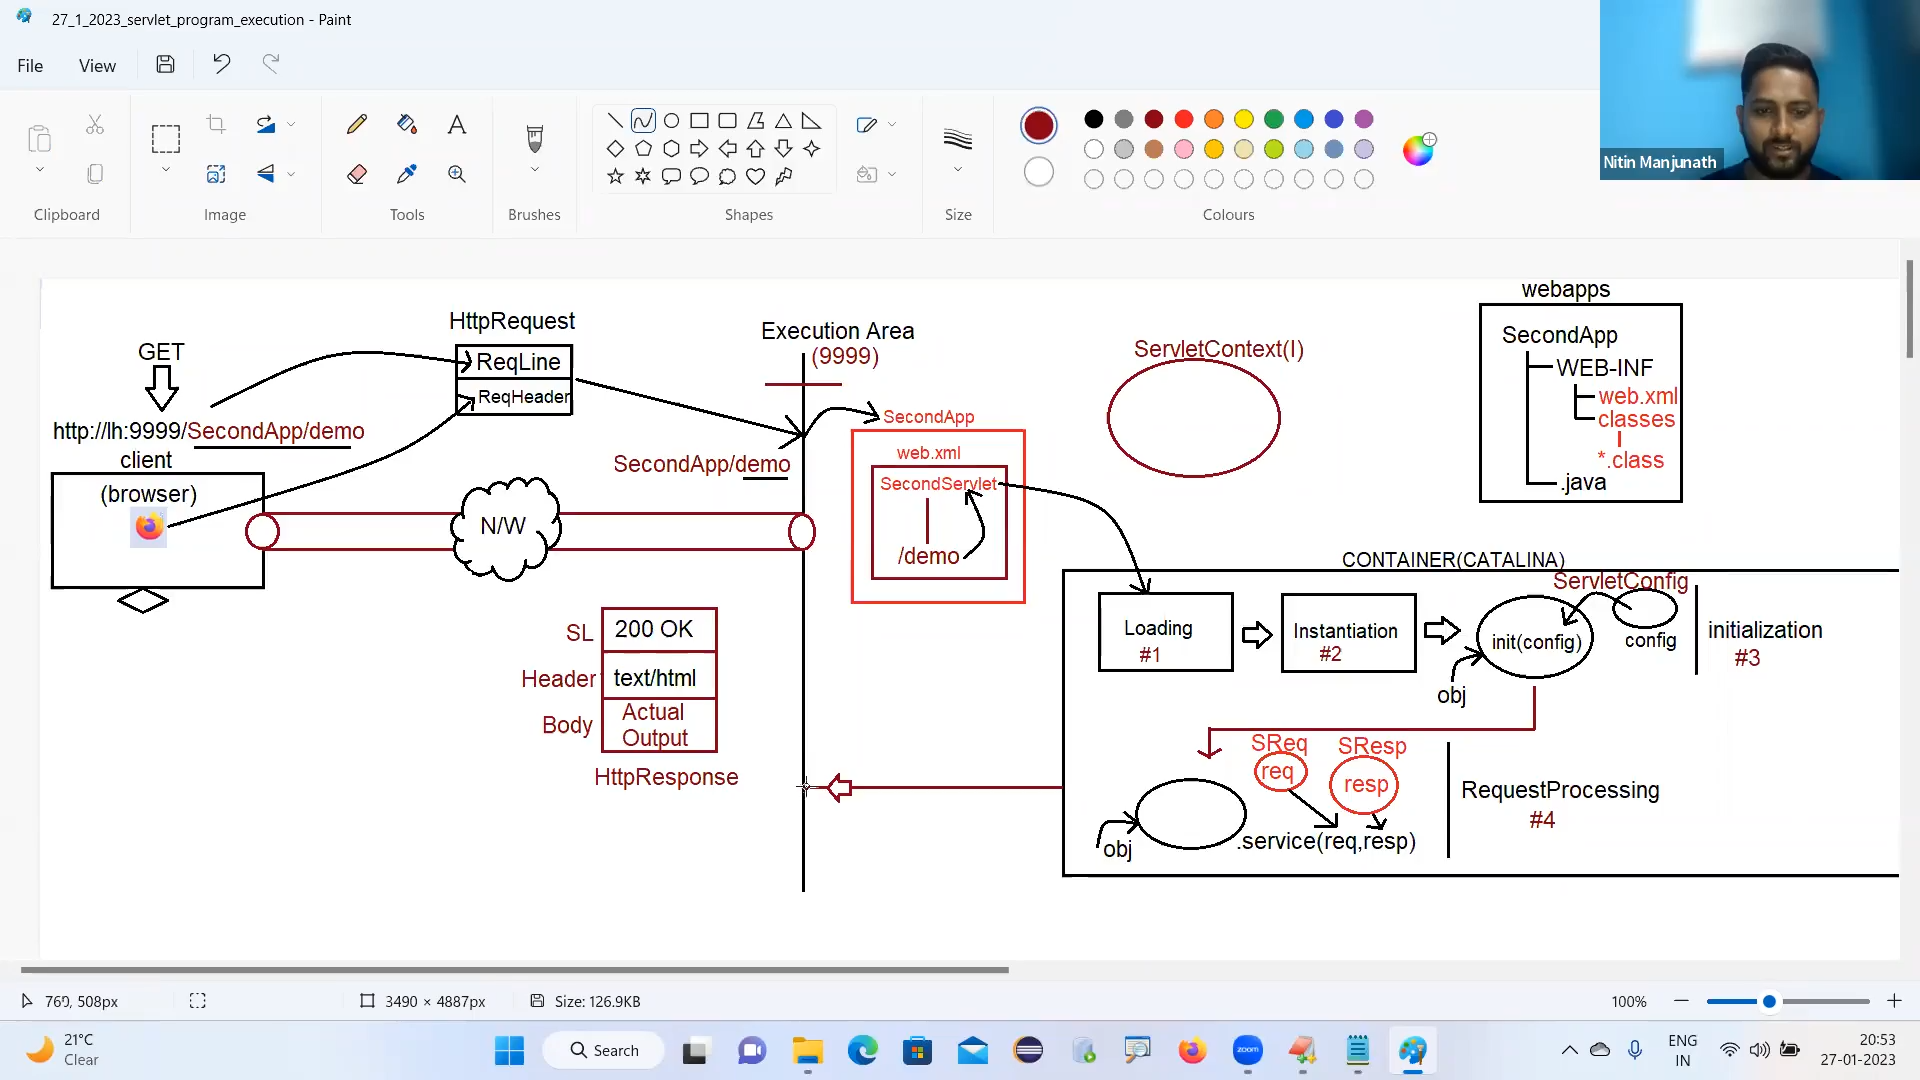 27_1_2023_servlet_program_execution - Paint
File
View
Nitin Manjunath
Clipboard
Image
Tools
Brushes
Shapes
Size
Colours
webapps
SecondApp
WEB-INF
web.xml
classes
*.class
.java
HttpRequest
ReqLine
ReqHeader
Execution Area
(9999)
ServletContext(I)
GET
http://lh:9999/SecondApp/demo
client
(browser)
N/W
SecondApp/demo
SecondApp
web.xml
SecondServlet
/demo
CONTAINER(CATALINA)
ServletConfig
Loading
#1
Instantiation
#2
init(config)
config
obj
initialization
#3
SL
200 OK
Header
text/html
Body
Actual
Output
HttpResponse
SReq
SResp
req
resp
obj
.service(req,resp)
RequestProcessing
#4
760, 508px
3490 × 4887px
Size: 126.9KB
100%
21°C
Clear
Search
zoom
ENG
IN
20:53
27-01-2023